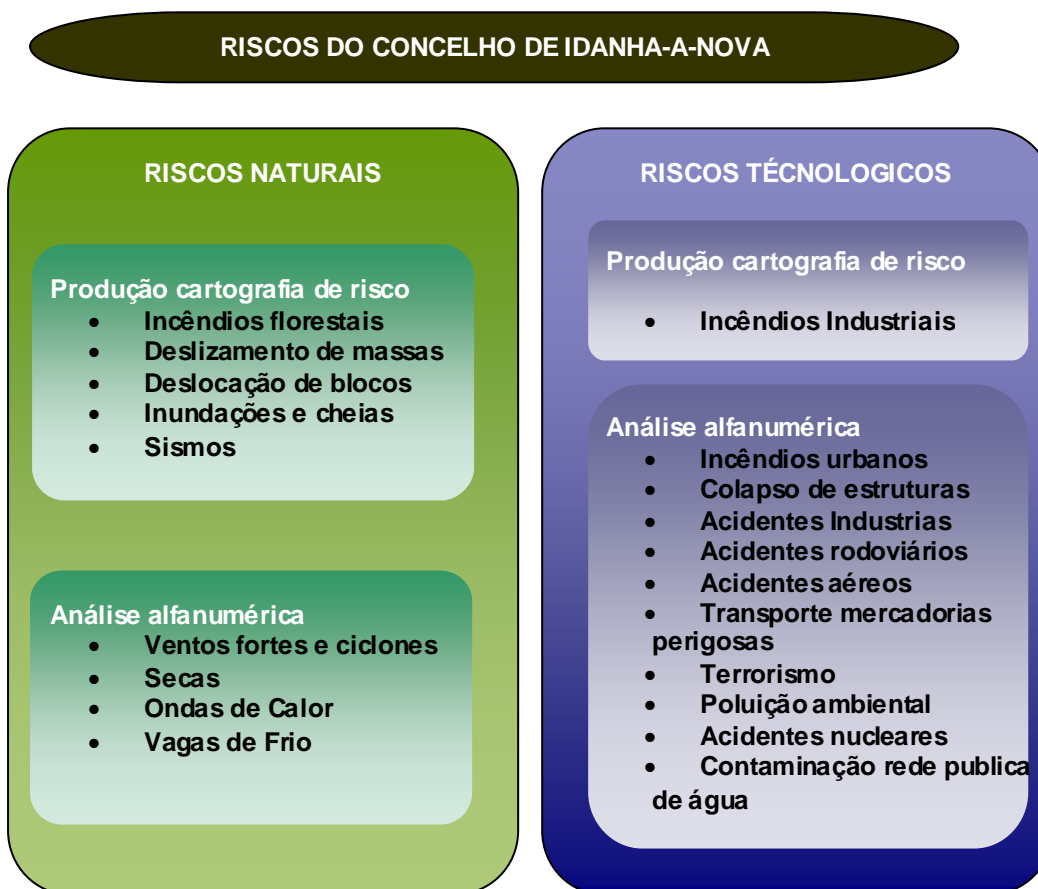 RISCOS DO CONCELHO DE IDANHA-A-NOVA
RISCOS NATURAIS
Produção cartografia de risco
• Incêndios florestais
• Deslizamento de massas
• Deslocação de blocos
• Inundações e cheias
• Sismos
Análise alfanumérica
• Ventos fortes e ciclones
• Secas
• Ondas de Calor
• Vagas de Frio
RISCOS TÉCNOLOGICOS
Produção cartografia de risco
• Incêndios Industriais
Análise alfanumérica
• Incêndios urbanos
• Colapso de estruturas
• Acidentes Industrias
• Acidentes rodoviários
• Acidentes aéreos
• Transporte mercadorias
perigosas
• Terrorismo
• Poluição ambiental
• Acidentes nucleares
• Contaminação rede publica
de água